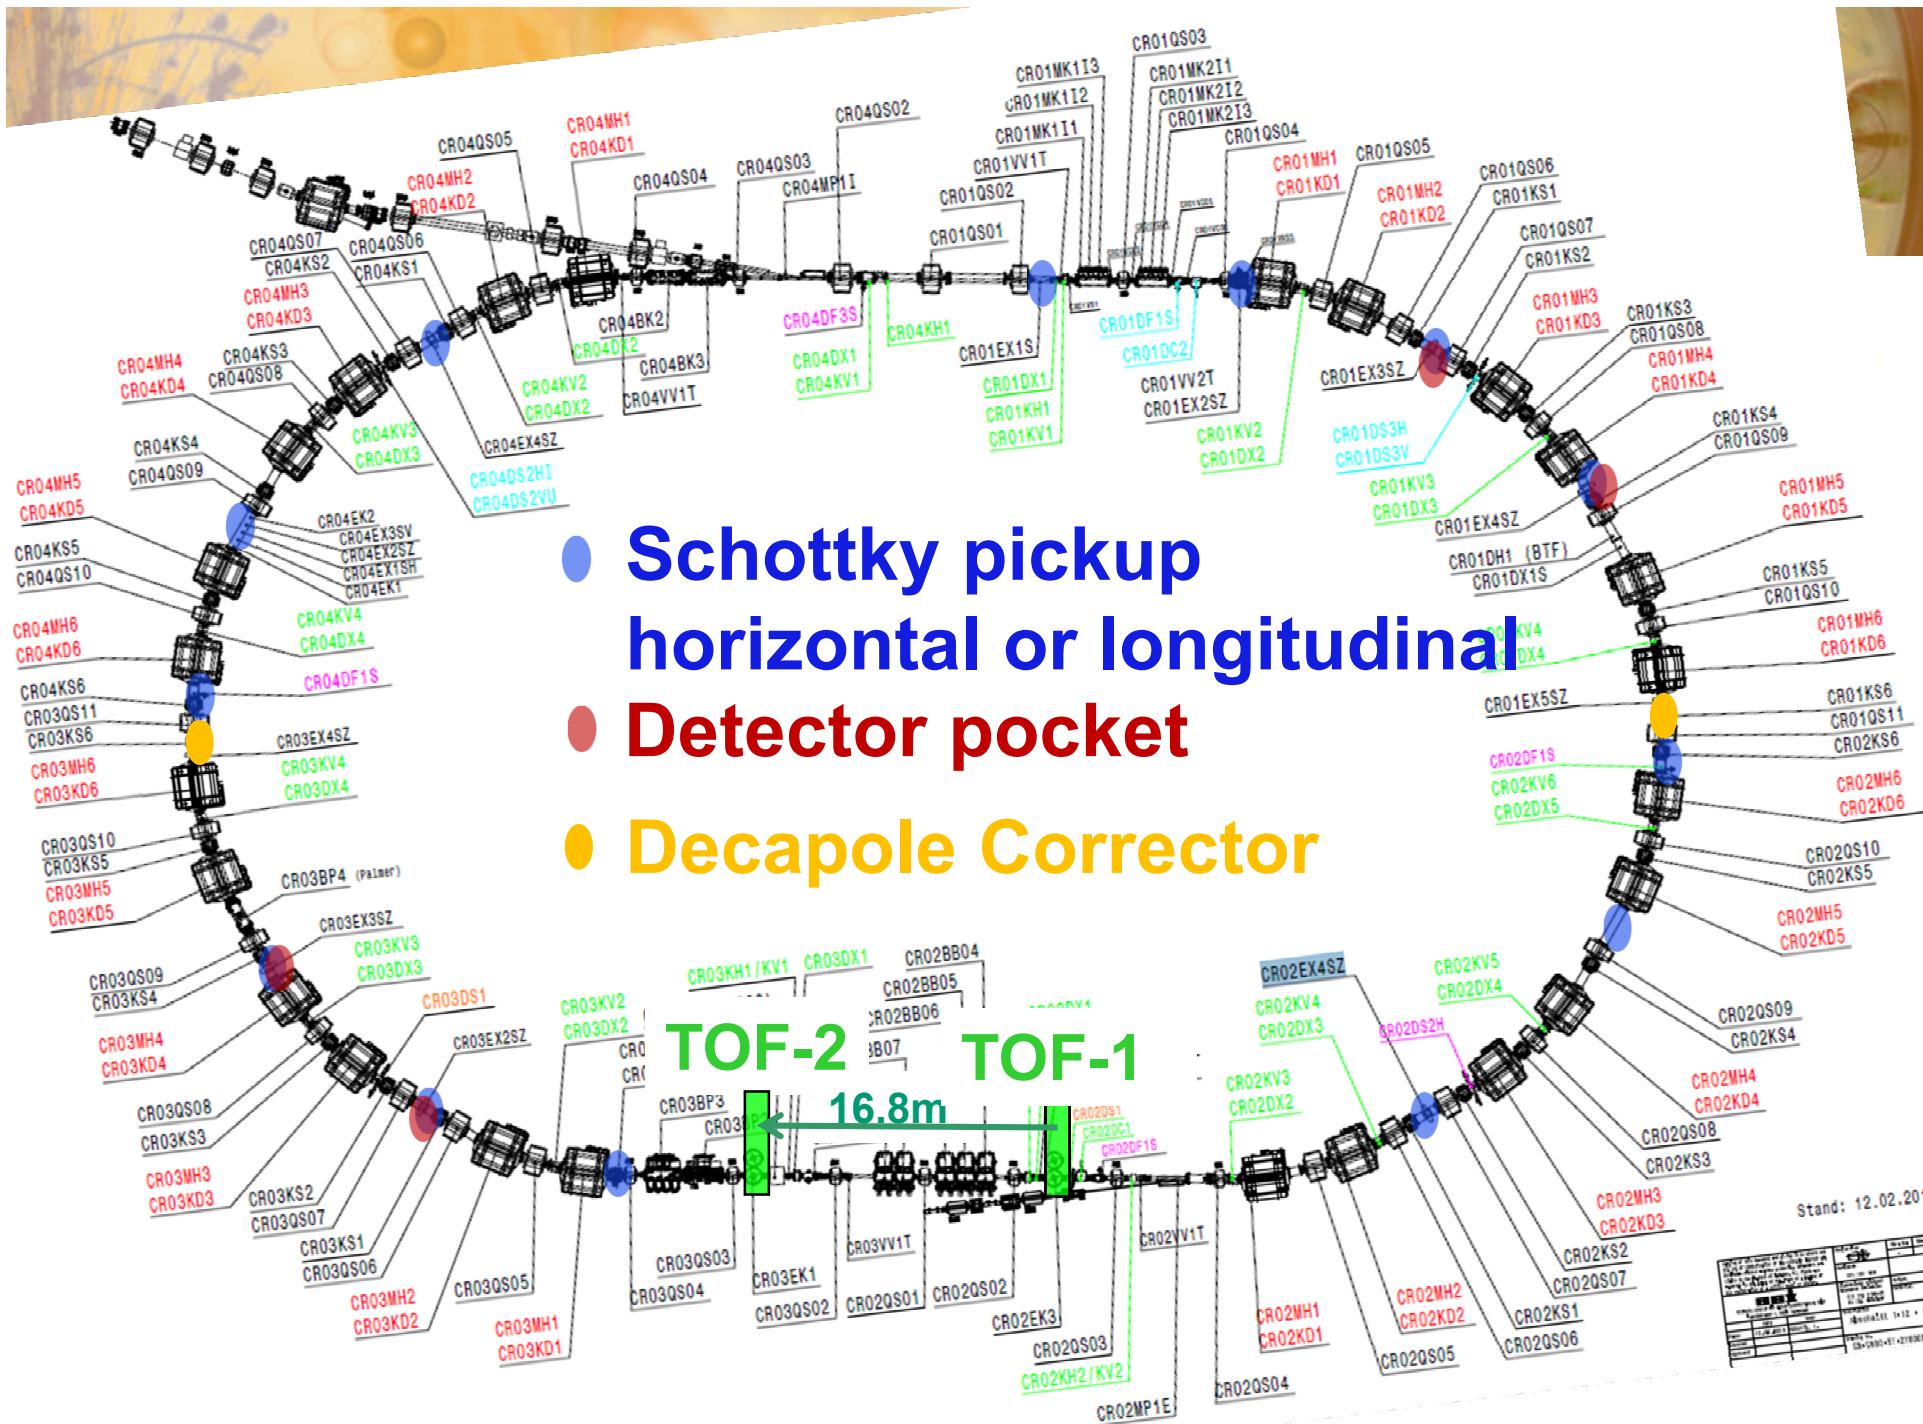 CR01QS03
CR01MK1I3
CR01MK2I1
CR01MK1I2
CR01MK2I2
CR01MK2I3
CR01MK1I1
CR01QS04
CR01VV1T
CR01QS02
CR01QS01
CR04QS02
CR04MH1
CR04KD1
CR04QS05
CR04QS03
CR04MP1I
CR04QS04
CR04MH2
CR04KD2
CR01MH1
CR01KD1
CR01QS05
CR01QS06
CR01KS1
CR01MH2
CR01KD2
CR01QS07
CR01KS2
CR04QS07
CR04KS2
CR04QS06
CR04KS1
CR04MH3
CR04KD3
CR01MH3
CR01KD3
CR01KS3
CR01QS08
CR04MH4
CR04KD4
CR04KS3
CR04QS08
CR04BK2
CR04DX2
CR04BK3
CR04VV1T
CR04DF3S
CR04KH1
CR04DX1
CR04KV1
CR01EX1S
CR01DX1
CR01KH1
CR01KV1
CR01DF1S
CR01DC2
CR01VV2T
CR01EX2SZ
CR01EX3SZ
CR01MH4
CR01KD4
CR01KV2
CR01DX2
CR01DS3H
CR01DS3V
CR01KS4
CR01QS09
CR04KV2
CR04DX2
CR04EX4SZ
CR04KV3
CR04DX3
CR04DS2HI
CR04DS2VU
CR04KS4
CR04QS09
CR01KV3
CR01DX3
CR01EX4SZ
CR01MH5
CR01KD5
CR04MH5
CR04KD5
CR04EK2
CR04EX3SV
CR04EX2SZ
CR04EX1SH
CR04EK1
CR01DH1 (BTF)
CR01DX1S
CR04KS5
CR04QS10
CR01KS5
CR01QS10
Schottky pickup
horizontal or longitudinal
Detector pocket
Decapole Corrector
CR04MH6
CR04KD6
CR04KV4
CR04DX4
CR04DF1S
CR01MH6
CR01KD6
CR04KS6
CR03QS11
CR03KS6
CR03EX4SZ
CR01EX5SZ
CR01KS6
CR01QS11
CR02KS6
CR03MH6
CR03KD6
CR03KV4
CR03DX4
CR02DF1S
CR02KV6
CR02DX5
CR02MH6
CR02KD6
CR03QS10
CR03KS5
CR02QS10
CR02KS5
CR03MH5
CR03KD5
CR03BP4 (Palmer)
CR02MH5
CR02KD5
CR03EX3SZ
CR03KV3
CR03DX3
CR03QS09
CR03KS4
CR03DS1
CR03KH1/KV1
CR03DX1
CR02BB04
CR02BB05
CR02BB06
BB07
CR02EX4SZ
CR02KV5
CR02DX4
CR03KV2
CR03DX2
CR02KV4
CR02DX3
CR02DS2H
CR02QS09
CR02KS4
CR03MH4
CR03KD4
CR03EX2SZ
TOF-2
TOF-1
16.8m
CR03BP3
CR02DS1
CR02DC1
CR02DF1S
CR02KV3
CR02DX2
CR02MH4
CR02KD4
CR03QS08
CR03KS3
CR02QS08
CR02KS3
CR03MH3
CR03KD3
CR03KS2
CR03QS07
CR03KS1
CR03QS06
CR02MH3
CR02KD3
Stand: 12.02.201
CR02KS2
CR02QS07
CR02KS1
CR02QS06
CR03QS03
CR03QS04
CR03EK1
CR03QS02
CR03VV1T
CR02QS01
CR02QS02
CR02EK3
CR02VV1T
CR02QS03
CR02KH2/KV2
CR02MP1E
CR02QS04
CR03QS05
CR03MH2
CR03KD2
CR03MH1
CR03KD1
CR02MH1
CR02KD1
CR02MH2
CR02KD2
CR02QS05